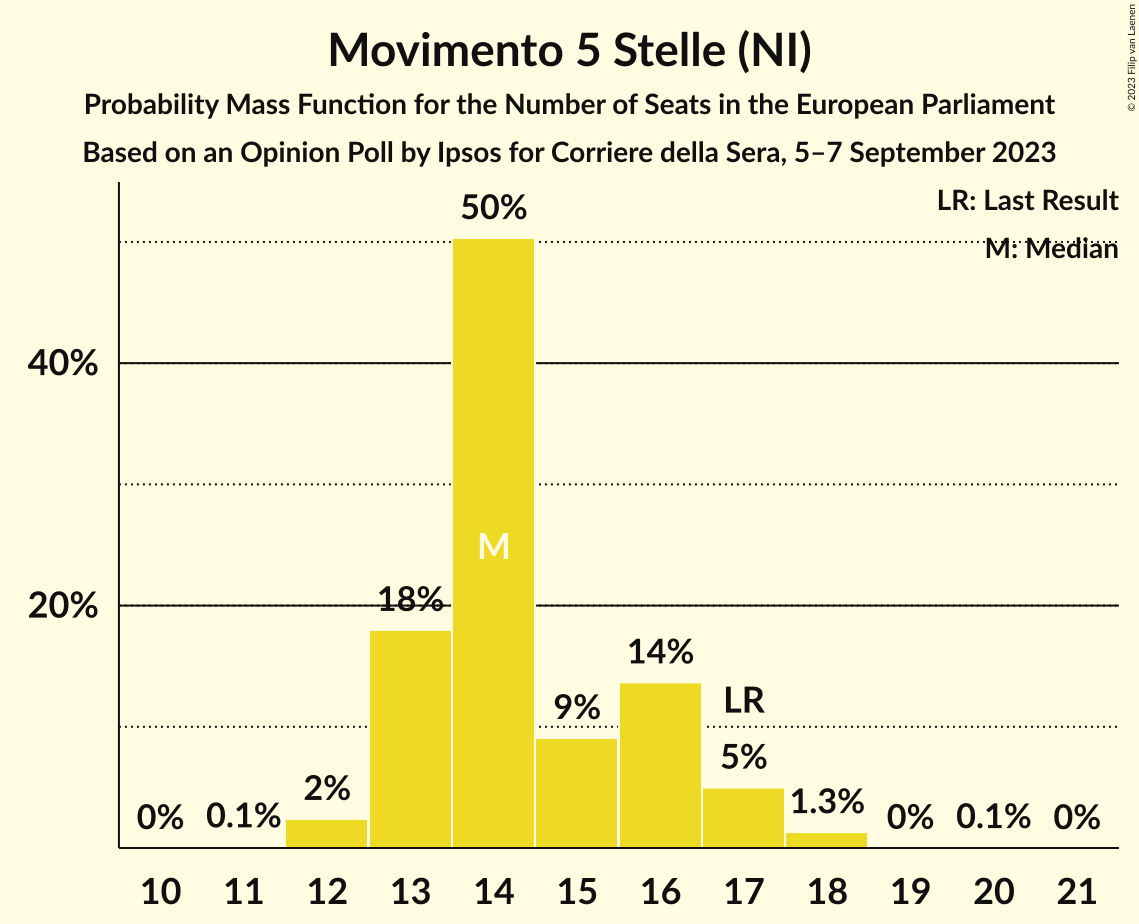 © 2023 Filip van Laenen
Movimento 5 Stelle (NI)
Probability Mass Function for the Number of Seats in the European Parliament
Based on an Opinion Poll by Ipsos for Corriere della Sera, 5–7 September 2023
LR: Last Result
M: Median
50%
40%
M
20%
18%
14%
LR
9%
5%
2%
1.3%
0% 0.1% 0% 0.1% 0%
10 11 12 13 14 15 16 17 18 19 20 21